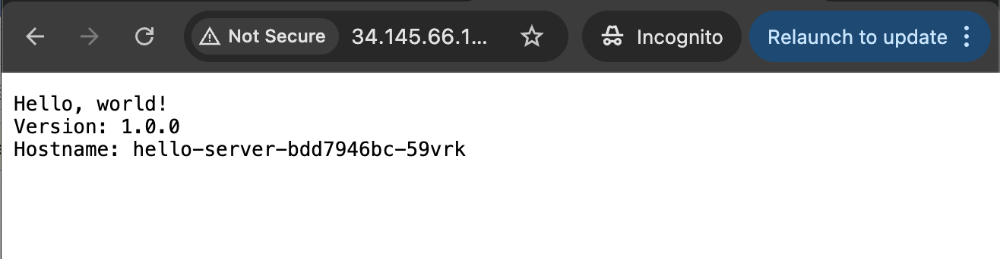 Not Secure 34.145.66.1... Incognito Relaunch to update
Hello, world!
Version: 1.0.0
Hostname: hello-server-bdd7946bc-59vrk